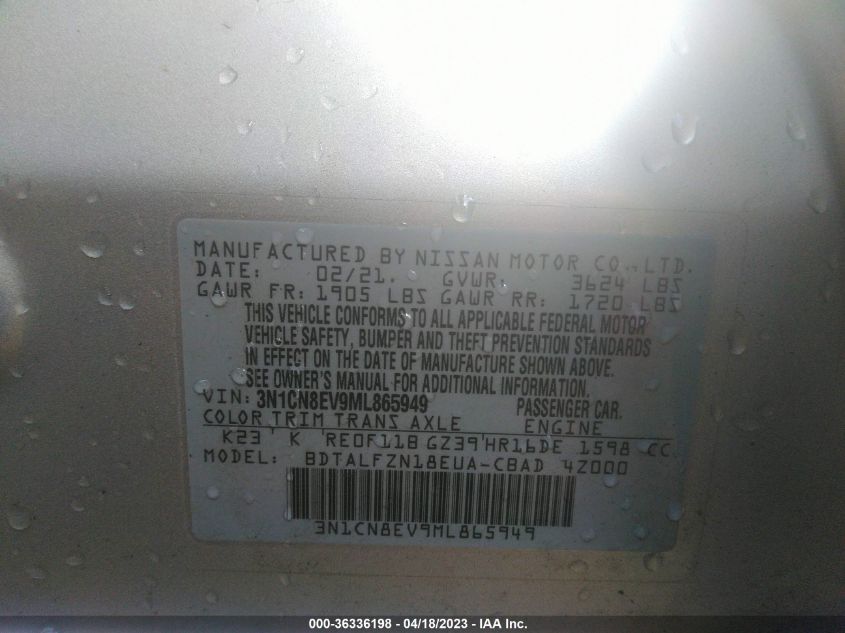 MANUFACTURED BY NISSAN MOTOR CO., LTD.
DATE: 02/21. GVWR. 3624 LBS
GAWR FR: 1905 LBS GAWR RR: 1720 LBS
THIS VEHICLE CONFORMS TO ALL APPLICABLE FEDERAL MOTOR
VEHICLE SAFETY, BUMPER AND THEFT PREVENTION STANDARDS
IN EFFECT ON THE DATE OF MANUFACTURE SHOWN ABOVE.
SEE OWNER'S MANUAL FOR ADDITIONAL INFORMATION.
VIN: 3N1CN8EV9ML865949 PASSENGER CAR.
COLOR TRIM TRANS AXLE ENGINE
K23 ' K 'RE0F11B GZ39'HR16DE 1598 CC
MODEL: BDTALFZN18EUA-CBAD 4Z000
3N1CN8EV9ML865949
000-36336198 - 04/18/2023 - IAA Inc.